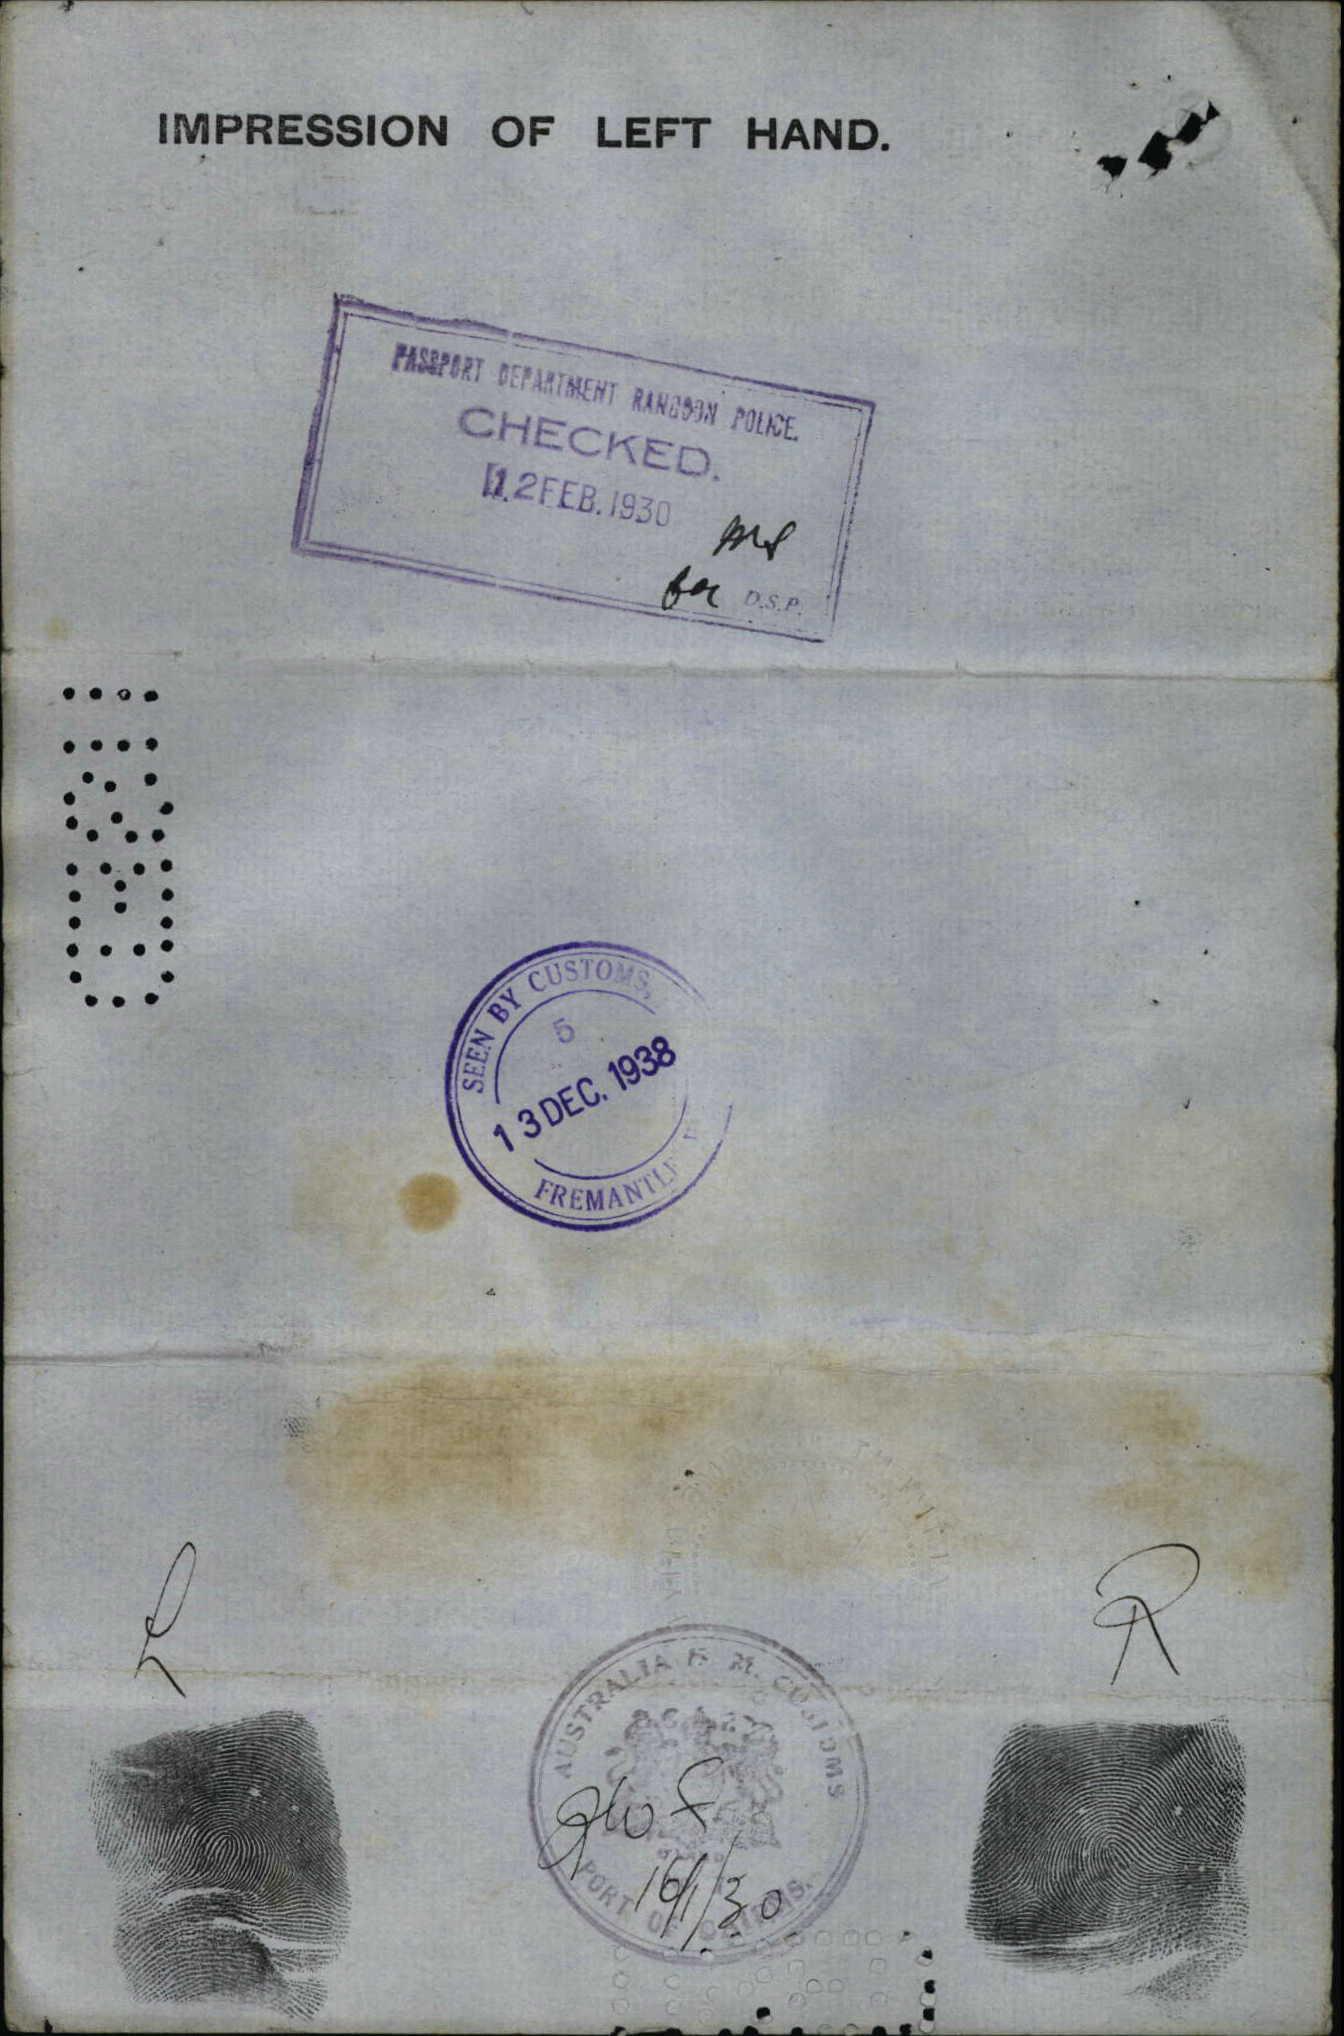 IMPRESSION OF LEFT HAND.
PASSPORT DEPARTMENT RANGOON POLICE.
CHECKED.
12 FEB. 1930
for D.S.P.
SEEN BY CUSTOMS,
5
13 DEC. 1938
FREMANTLE
L
R
AUSTRALIA H. M. CUSTOMS
16/1/30
PORT OF